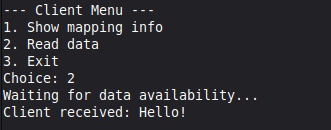 --- Client Menu ---
1. Show mapping info
2. Read data
3. Exit
Choice: 2
Waiting for data availability...
Client received: Hello!